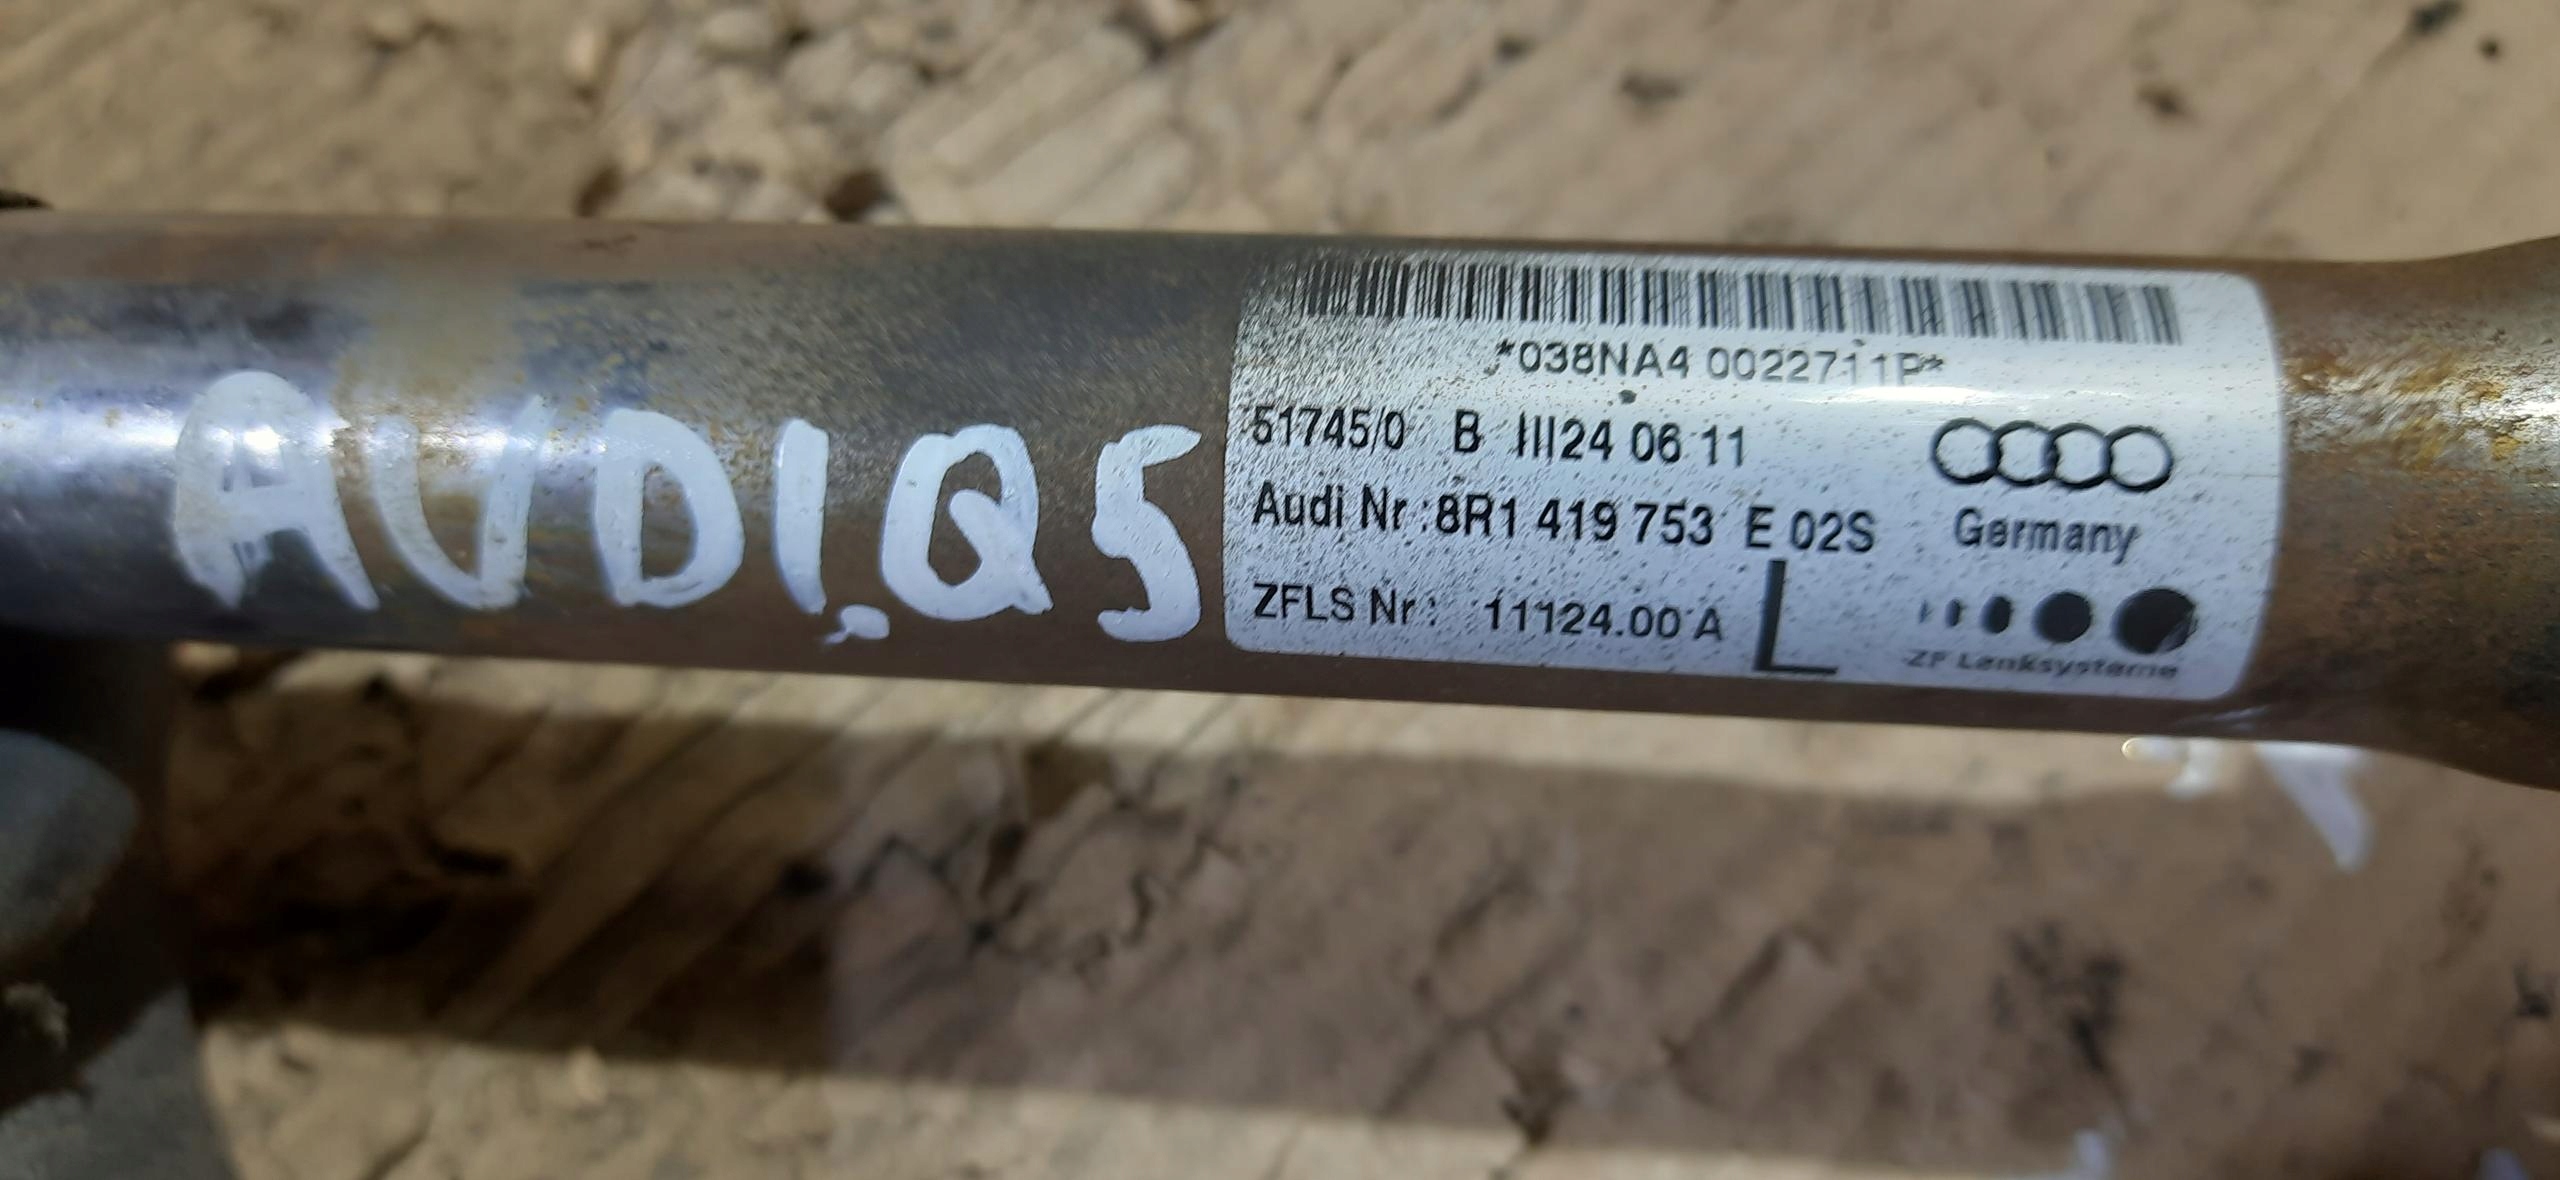 AUDI.Q5
*038NA4 0022711P*
51745/0 B III24 06 11
Audi Nr :8R1 419 753 E 02S
Germany
ZFLS Nr : 11124.00 A L
ZF Lenksysteme